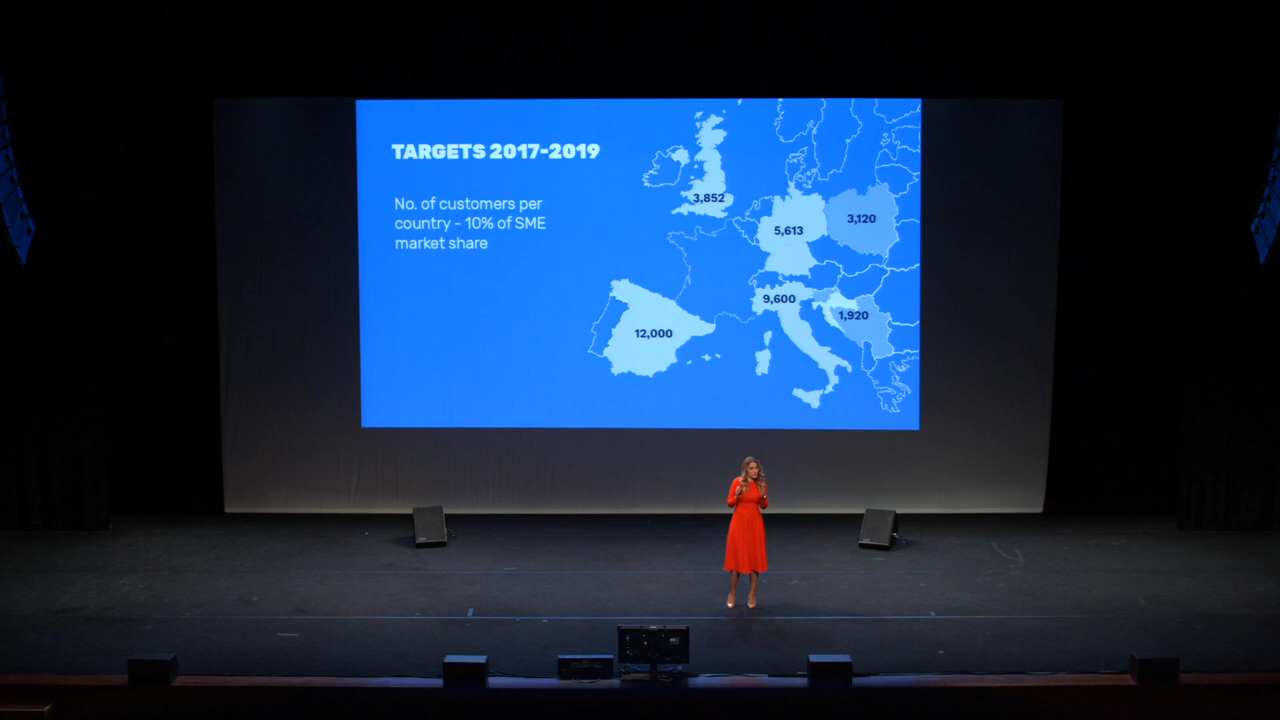 TARGETS 2017-2019
No. of customers per
country - 10% of SME
market share
3,852
3,120
5,613
9,600
1,920
12,000